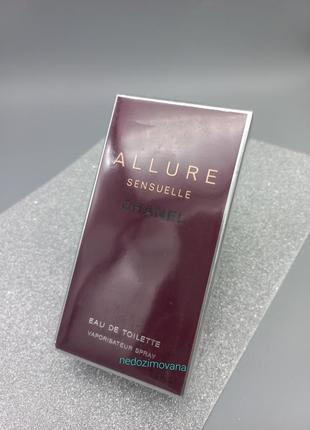 ALLURE
SENSUELLE
CHANEL
EAU DE TOILETTE
VAPORISATEUR SPRAY
nedozimovana